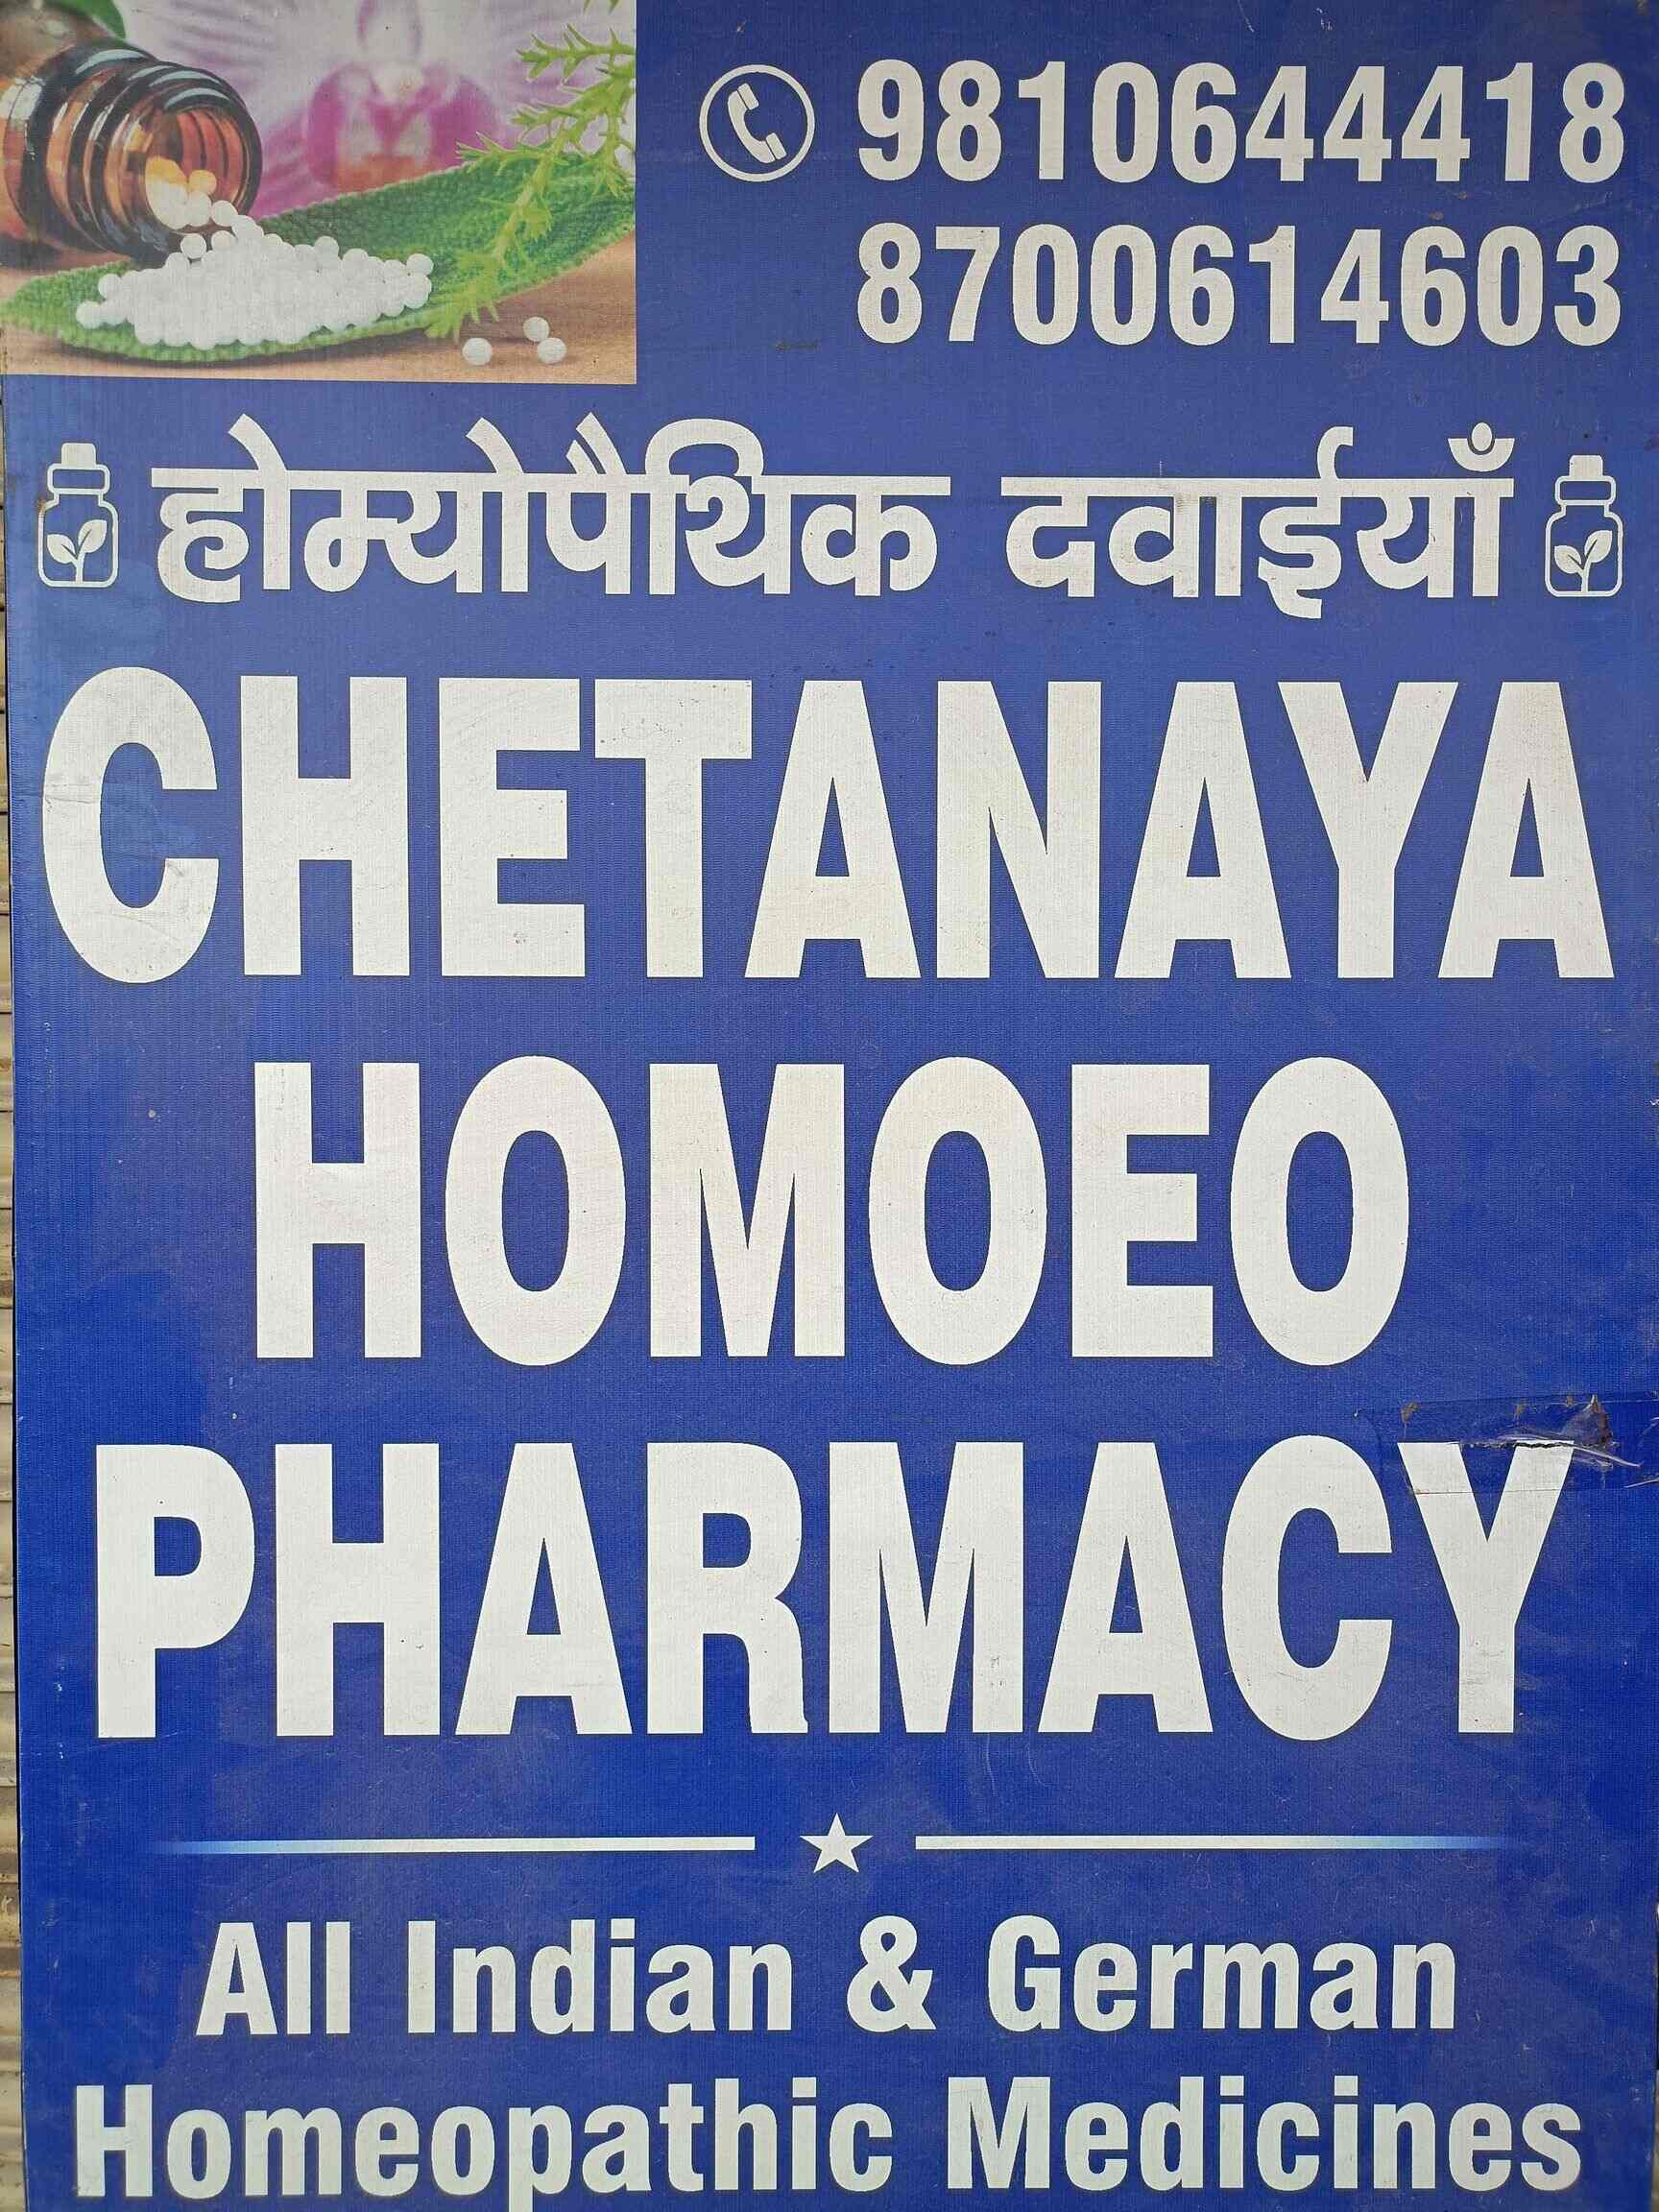 9810644418
8700614603
होम्योपैथिक दवाईयाँ
CHETANAYA
HOMOEO
PHARMACY
All Indian & German
Homeopathic Medicines